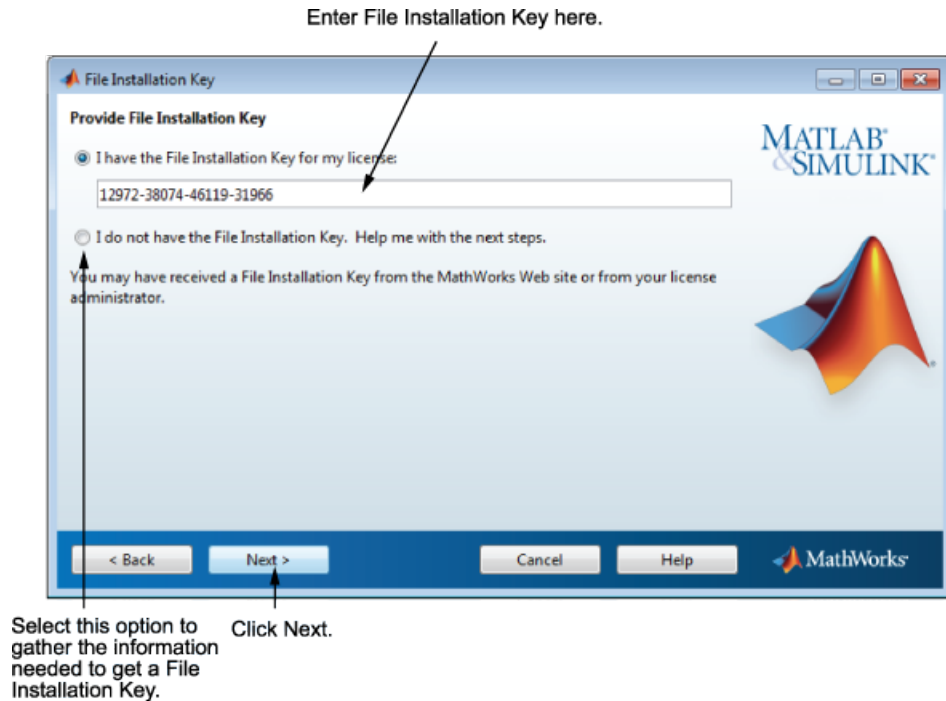 Enter File Installation Key here.
File Installation Key
Provide File Installation Key
MATLAB®
&SIMULINK®
I have the File Installation Key for my license:
12972-38074-46119-31966
I do not have the File Installation Key. Help me with the next steps.
You may have received a File Installation Key from the MathWorks Web site or from your license
administrator.
< Back
Next >
Cancel
Help
MathWorks®
Select this option to
gather the information
needed to get a File
Installation Key.
Click Next.